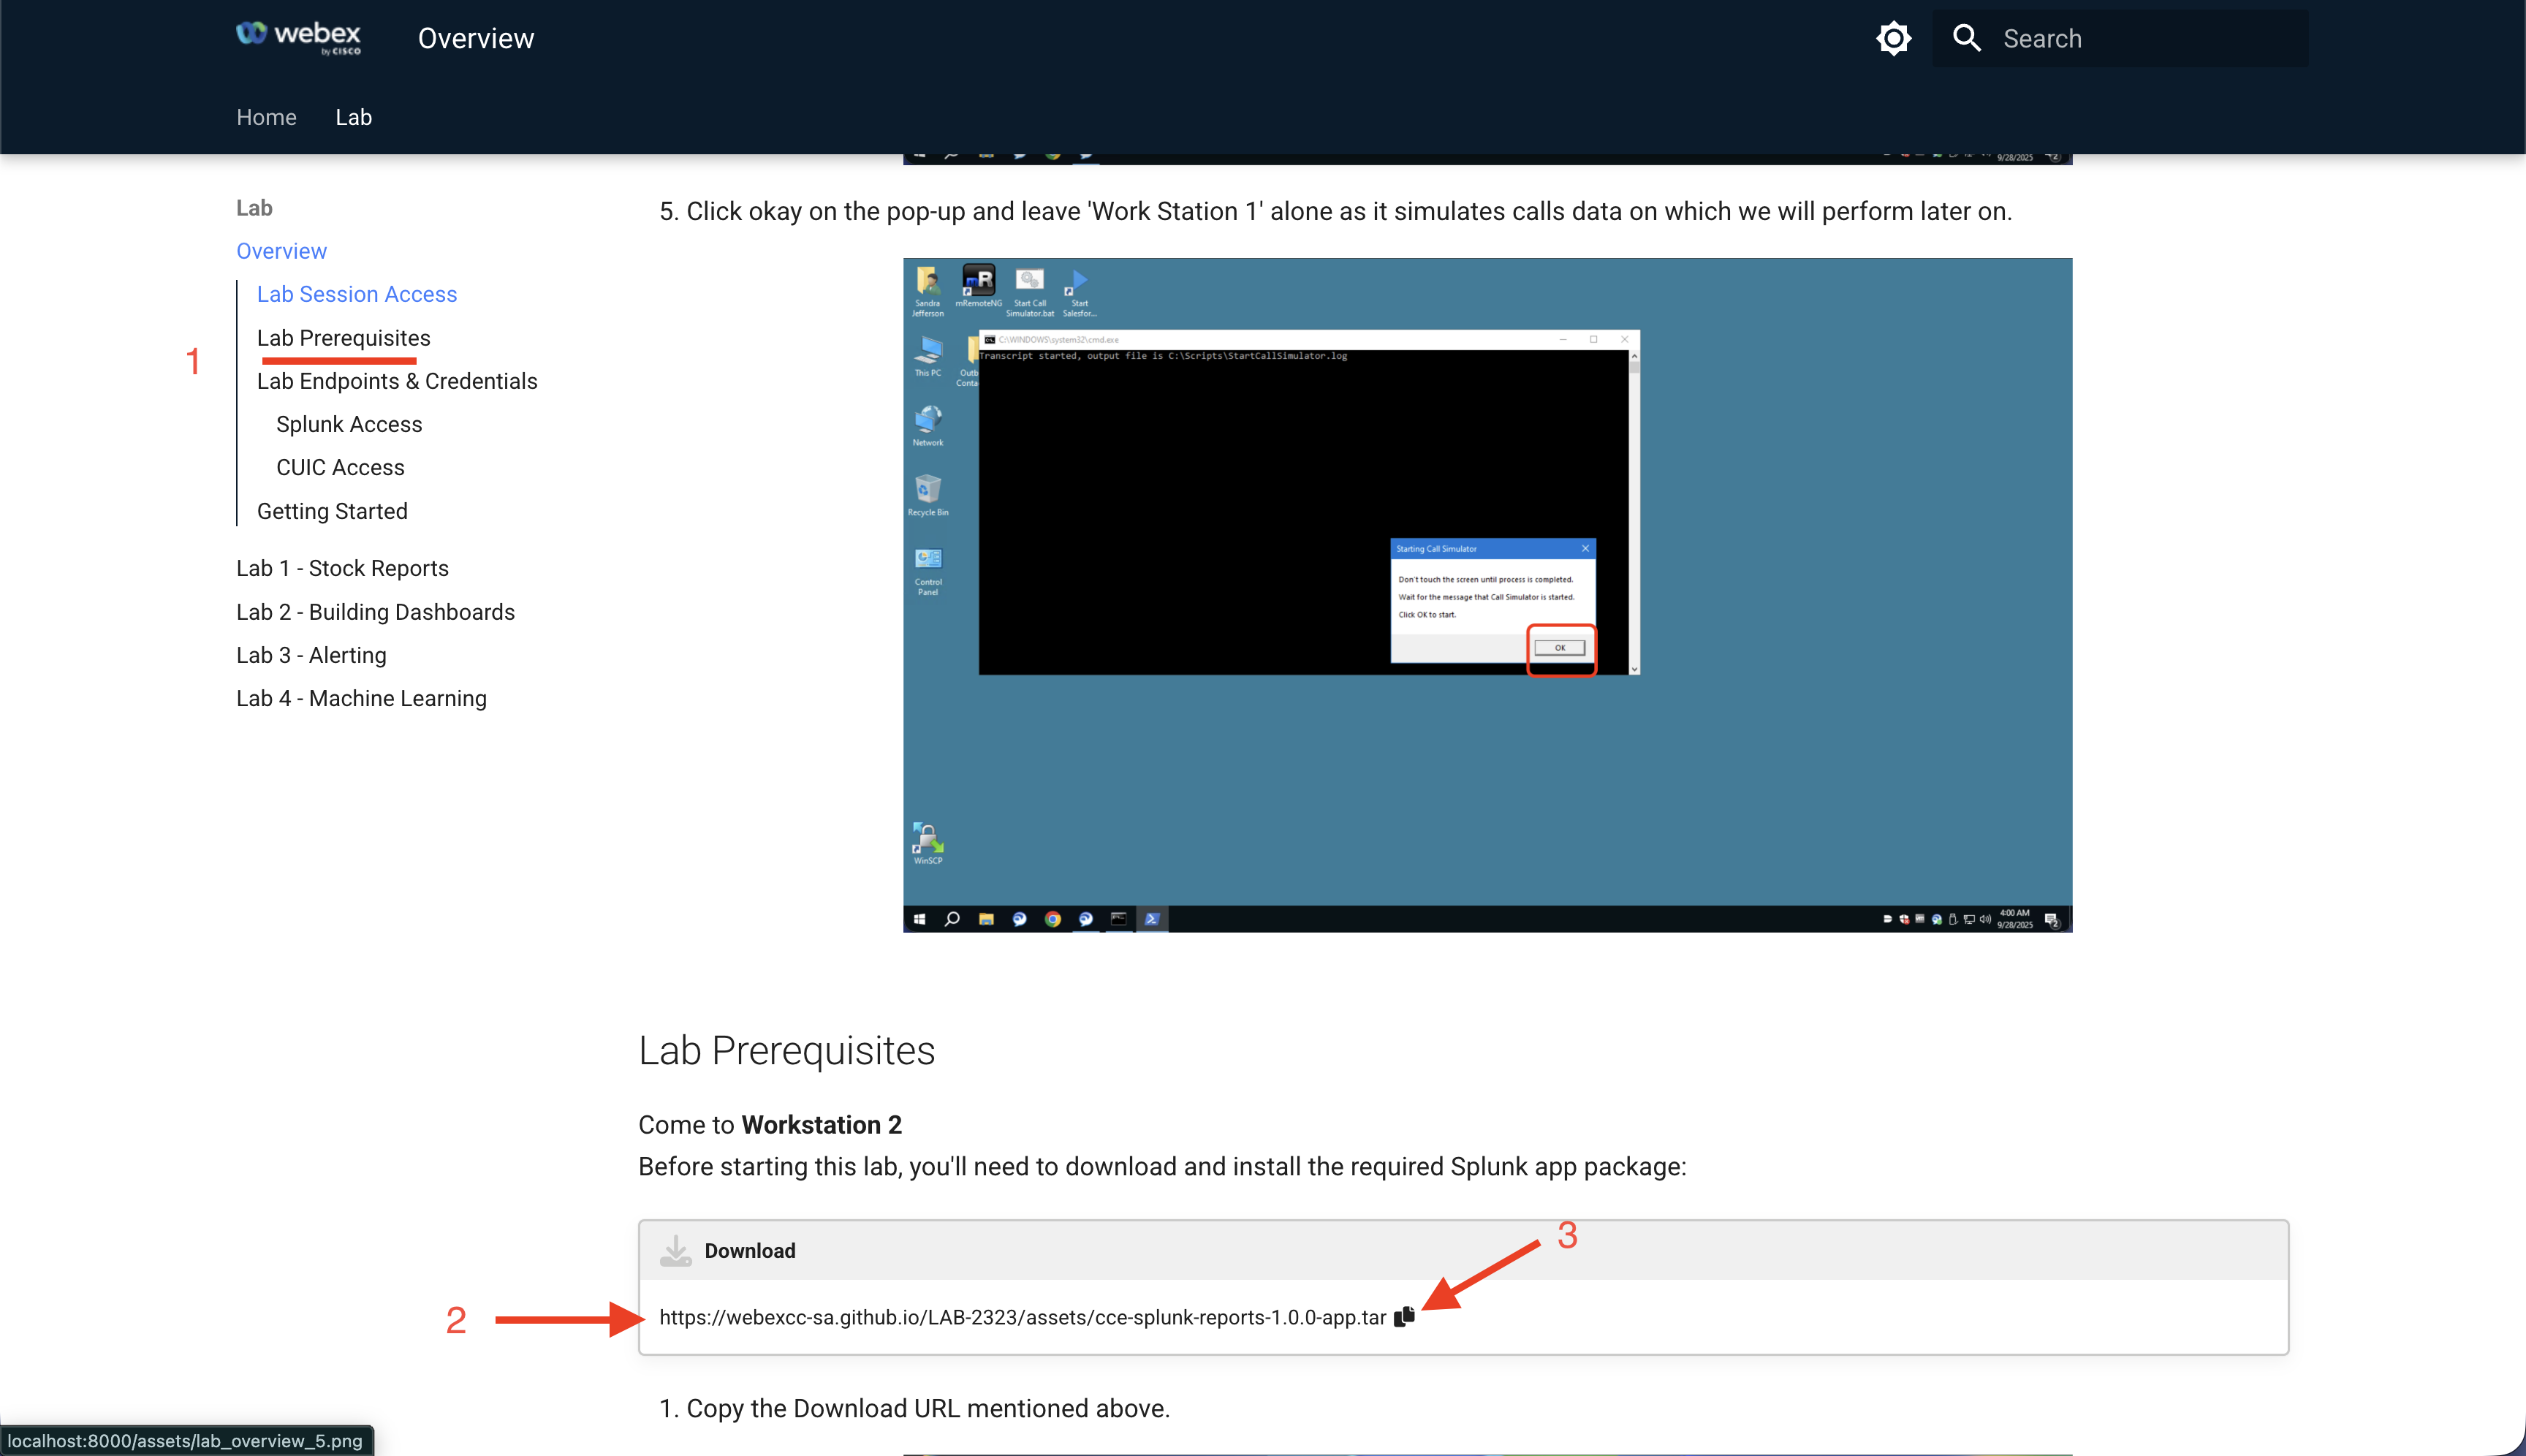 webex
by CISCO
Overview
Search
Home
Lab
9/28/2025
Lab
Overview
Lab Session Access
1
Lab Prerequisites
Lab Endpoints & Credentials
Splunk Access
CUIC Access
Getting Started
Lab 1 - Stock Reports
Lab 2 - Building Dashboards
Lab 3 - Alerting
Lab 4 - Machine Learning
5. Click okay on the pop-up and leave 'Work Station 1' alone as it simulates calls data on which we will perform later on.
Sandra
Jefferson
mR
mRemoteNG
Start Call
Simulator.bat
Start
Salesfor...
This PC
Outb
Conta
Network
Recycle Bin
Control
Panel
WinSCP
C:\WINDOWS\system32\cmd.exe
Transcript started, output file is C:\Scripts\StartCallSimulator.log
Starting Call Simulator
Don't touch the screen until process is completed.
Wait for the message that Call Simulator is started.
Click OK to start.
OK
4:00 AM
9/28/2025
Lab Prerequisites
Come to Workstation 2
Before starting this lab, you'll need to download and install the required Splunk app package:
Download
3
2
https://webexcc-sa.github.io/LAB-2323/assets/cce-splunk-reports-1.0.0-app.tar
1. Copy the Download URL mentioned above.
localhost:8000/assets/lab_overview_5.png